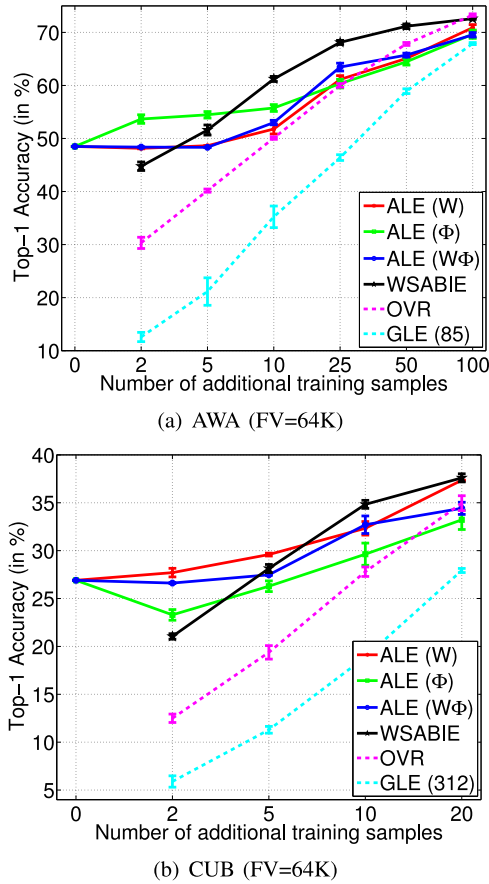 70
60
50
40
30
20
10
Top-1 Accuracy (in %)
ALE (W)
ALE (Φ)
ALE (WΦ)
WSABIE
OVR
GLE (85)
0 2 5 10 25 50 100
Number of additional training samples
(a) AWA (FV=64K)
40
35
30
25
20
15
10
5
Top-1 Accuracy (in %)
ALE (W)
ALE (Φ)
ALE (WΦ)
WSABIE
OVR
GLE (312)
0 2 5 10 20
Number of additional training samples
(b) CUB (FV=64K)